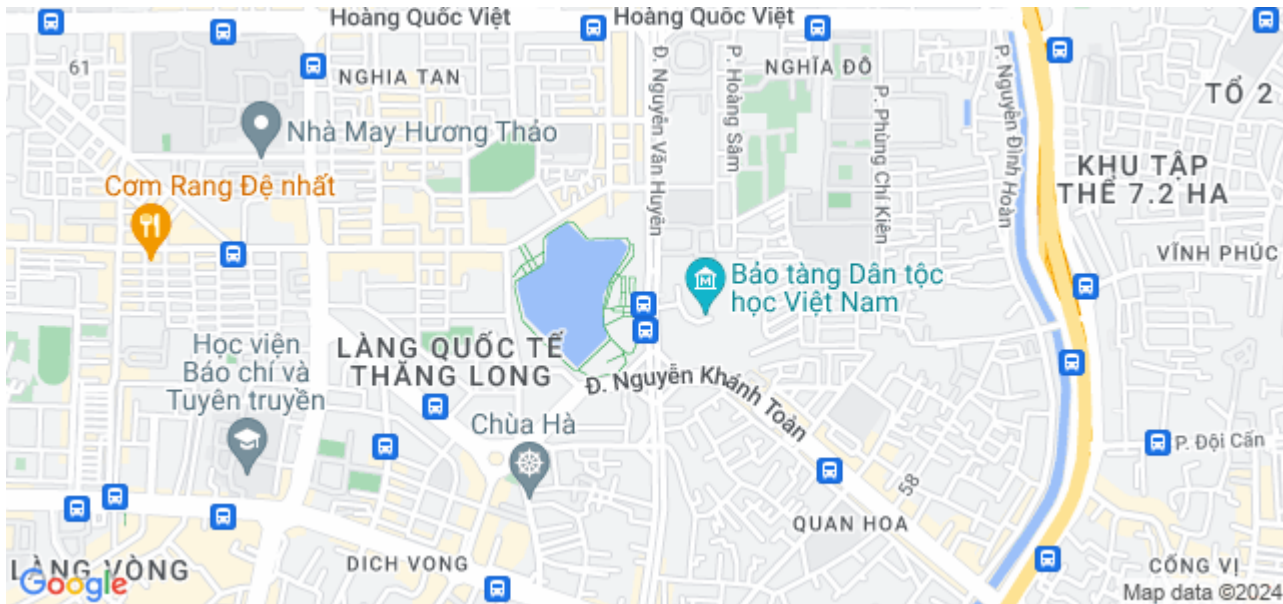 Hoàng Quốc Việt
Hoàng Quốc Việt
61
NGHIA TAN
Đ. Nguyễn Văn Huyên
P. Hoàng Sâm
NGHĨA ĐÔ
P. Phùng Chí Kiên
P. Nguyễn Đình Hoàn
TỔ 2
Nhà May Hương Thảo
KHU TẬP
THỂ 7.2 HA
Cơm Rang Đệ nhất
VĨNH PHÚC
Bảo tàng Dân tộc
học Việt Nam
Học viện
Báo chí và
Tuyên truyền
LÀNG QUỐC TẾ
THĂNG LONG
Đ. Nguyễn Khánh Toàn
Chùa Hà
P. Đội Cấn
58
QUAN HOA
LÀNG VÒNG
DICH VONG
CỐNG VỊ
Google
Map data ©2024